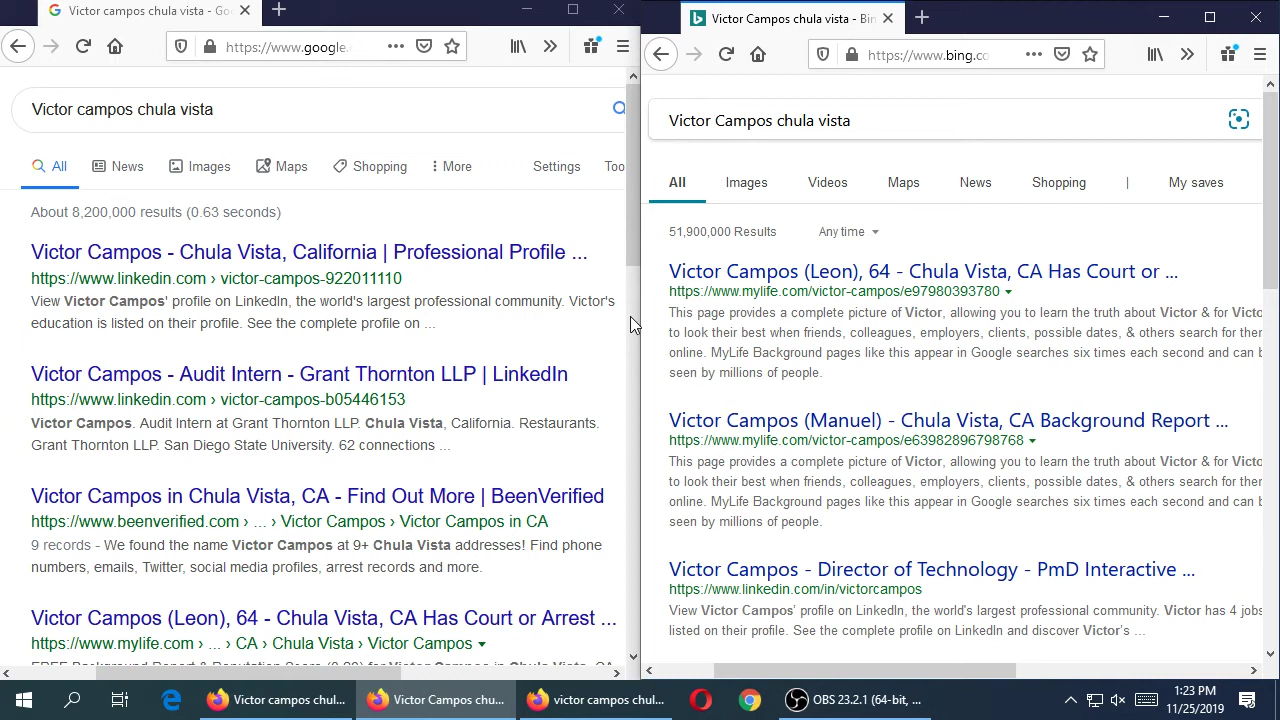 Victor Campos chula vista - Go
https://www.google.
Victor campos chula vista
All
News
Images
Maps
Shopping
More
Settings
Too
About 8,200,000 results (0.63 seconds)
Victor Campos - Chula Vista, California | Professional Profile ...
https://www.linkedin.com › victor-campos-922011110
View Victor Campos' profile on LinkedIn, the world's largest professional community. Victor's
education is listed on their profile. See the complete profile on ...
Victor Campos - Audit Intern - Grant Thornton LLP | LinkedIn
https://www.linkedin.com › victor-campos-b05446153
Victor Campos. Audit Intern at Grant Thornton LLP. Chula Vista, California. Restaurants.
Grant Thornton LLP. San Diego State University. 62 connections ...
Victor Campos in Chula Vista, CA - Find Out More | BeenVerified
https://www.beenverified.com › ... › Victor Campos › Victor Campos in CA
9 records - We found the name Victor Campos at 9+ Chula Vista addresses! Find phone
numbers, emails, Twitter, social media profiles, arrest records and more.
Victor Campos (Leon), 64 - Chula Vista, CA Has Court or Arrest ...
https://www.mylife.com › ... › CA › Chula Vista › Victor Campos
Victor Campos chula vista - Bin
https://www.bing.co
Victor Campos chula vista
All
Images
Videos
Maps
News
Shopping
|
My saves
51,900,000 Results
Any time
Victor Campos (Leon), 64 - Chula Vista, CA Has Court or ...
https://www.mylife.com/victor-campos/e97980393780
This page provides a complete picture of Victor, allowing you to learn the truth about Victor & for Victo
to look their best when friends, colleagues, employers, clients, possible dates, & others search for ther
online. MyLife Background pages like this appear in Google searches six times each second and can b
seen by millions of people.
Victor Campos (Manuel) - Chula Vista, CA Background Report ...
https://www.mylife.com/victor-campos/e63982896798768
This page provides a complete picture of Victor, allowing you to learn the truth about Victor & for Victo
to look their best when friends, colleagues, employers, clients, possible dates, & others search for ther
online. MyLife Background pages like this appear in Google searches six times each second and can b
seen by millions of people.
Victor Campos - Director of Technology - PmD Interactive ...
https://www.linkedin.com/in/victorcampos
View Victor Campos' profile on LinkedIn, the world's largest professional community. Victor has 4 jobs
listed on their profile. See the complete profile on LinkedIn and discover Victor's ...
Victor campos chul...
Victor Campos chu...
victor campos chul...
OBS 23.2.1 (64-bit, ...
1:23 PM
11/25/2019